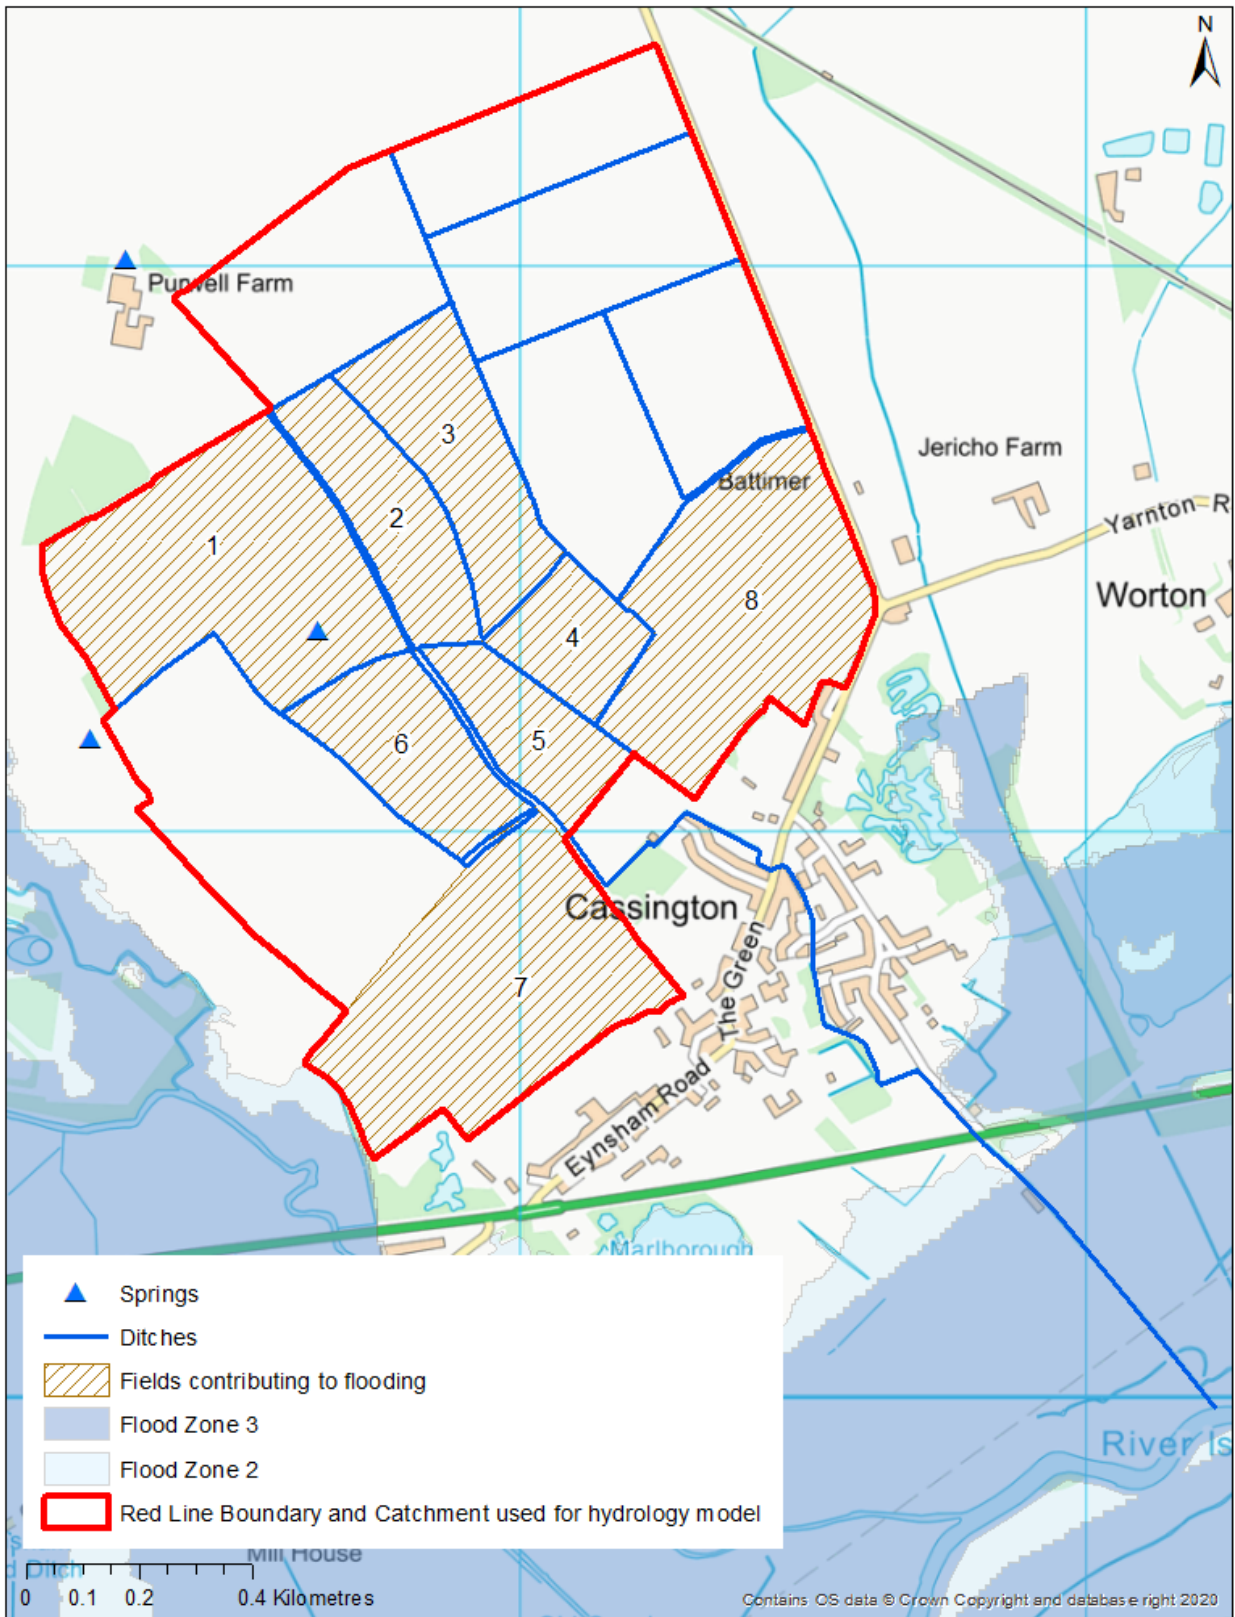 N
Purwell Farm
3
Jericho Farm
Battimer
2
Yarnton R
1
Worton
8
4
5
6
Cassington
7
The Green
Eynsham Road
Marlborough
Springs
Ditches
Fields contributing to flooding
Flood Zone 3
Flood Zone 2
River Is
Red Line Boundary and Catchment used for hydrology model
Mill House
Ditch
0 0.1 0.2 0.4 Kilometres
Contains OS data © Crown Copyright and database right 2020